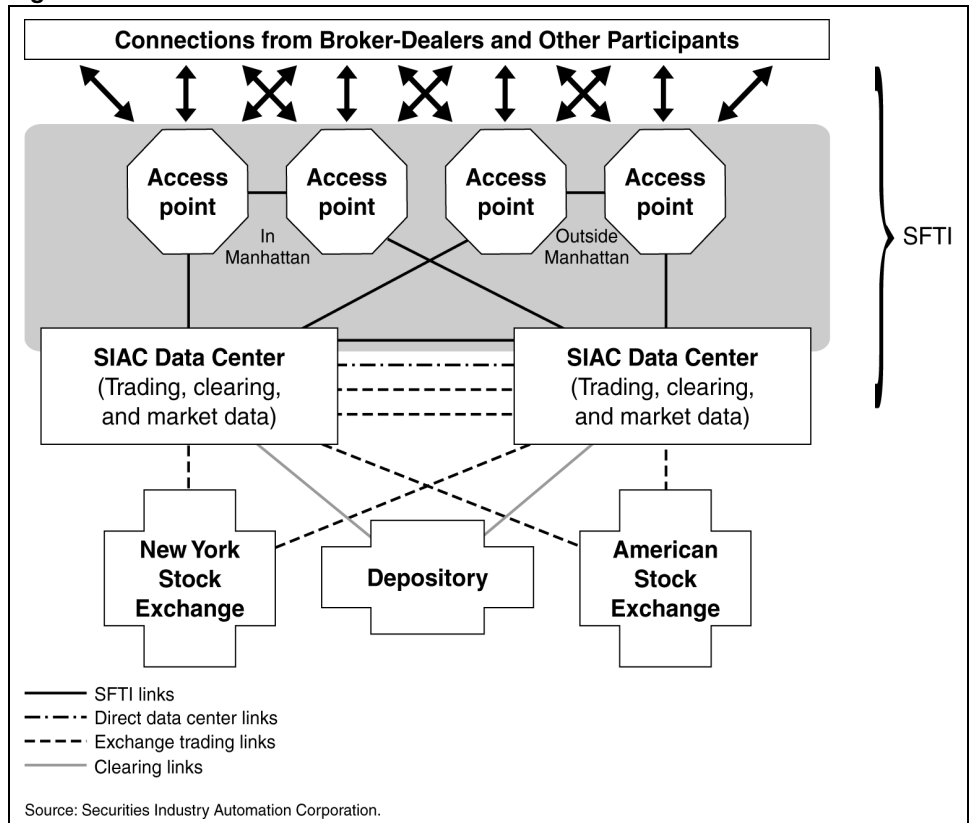 Connections from Broker-Dealers and Other Participants
Access
point
Access
point
Access
point
Access
point
In
Manhattan
Outside
Manhattan
SFTI
SIAC Data Center
(Trading, clearing,
and market data)
SIAC Data Center
(Trading, clearing,
and market data)
New York
Stock
Exchange
Depository
American
Stock
Exchange
SFTI links
Direct data center links
Exchange trading links
Clearing links
Source: Securities Industry Automation Corporation.